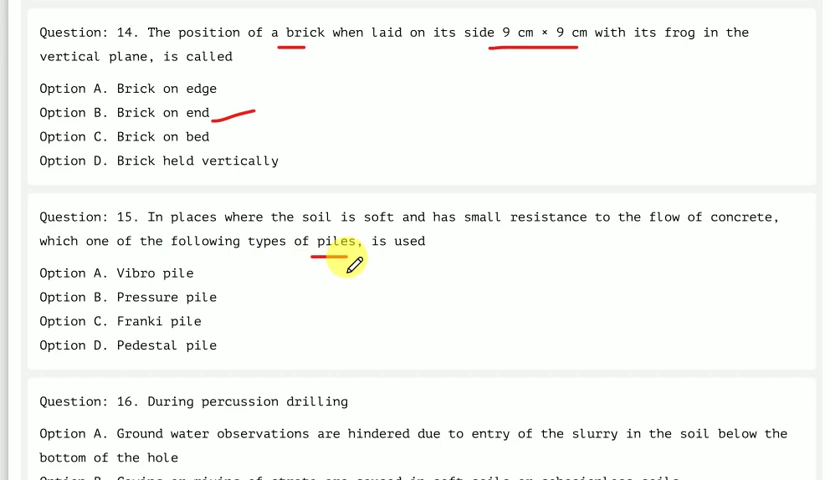 Question: 14. The position of a brick when laid on its side 9 cm × 9 cm with its frog in the
vertical plane, is called
Option A. Brick on edge
Option B. Brick on end
Option C. Brick on bed
Option D. Brick held vertically
Question: 15. In places where the soil is soft and has small resistance to the flow of concrete,
which one of the following types of piles, is used
Option A. Vibro pile
Option B. Pressure pile
Option C. Franki pile
Option D. Pedestal pile
Question: 16. During percussion drilling
Option A. Ground water observations are hindered due to entry of the slurry in the soil below the
bottom of the hole